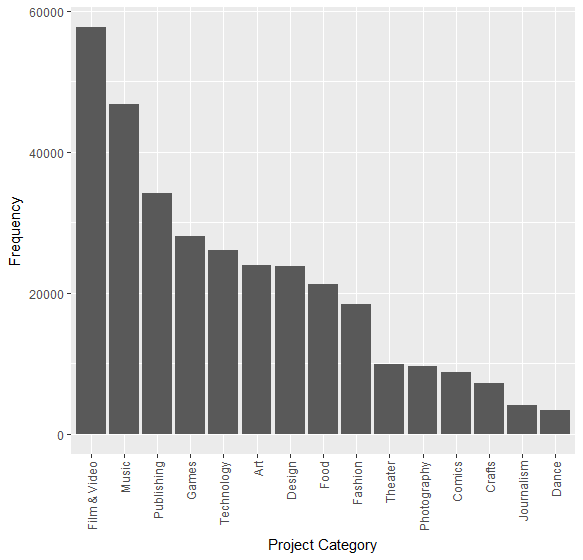 60000
40000
20000
0
Frequency
Film & Video
Music
Publishing
Games
Technology
Art
Design
Food
Fashion
Theater
Photography
Comics
Crafts
Journalism
Dance
Project Category